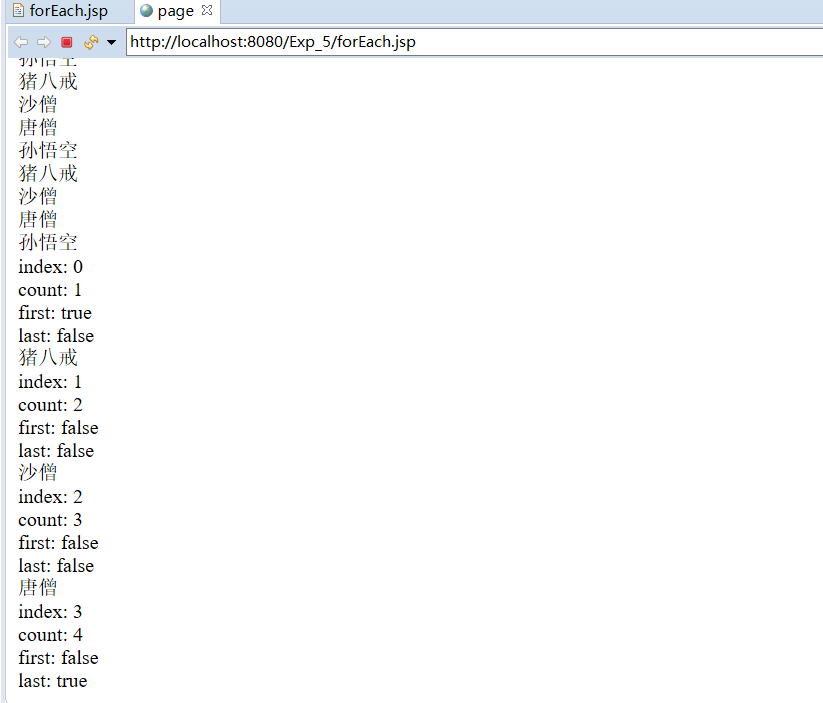 forEach.jsp
page
http://localhost:8080/Exp_5/forEach.jsp
孙悟空
猪八戒
沙僧
唐僧
孙悟空
猪八戒
沙僧
唐僧
孙悟空
index: 0
count: 1
first: true
last: false
猪八戒
index: 1
count: 2
first: false
last: false
沙僧
index: 2
count: 3
first: false
last: false
唐僧
index: 3
count: 4
first: false
last: true